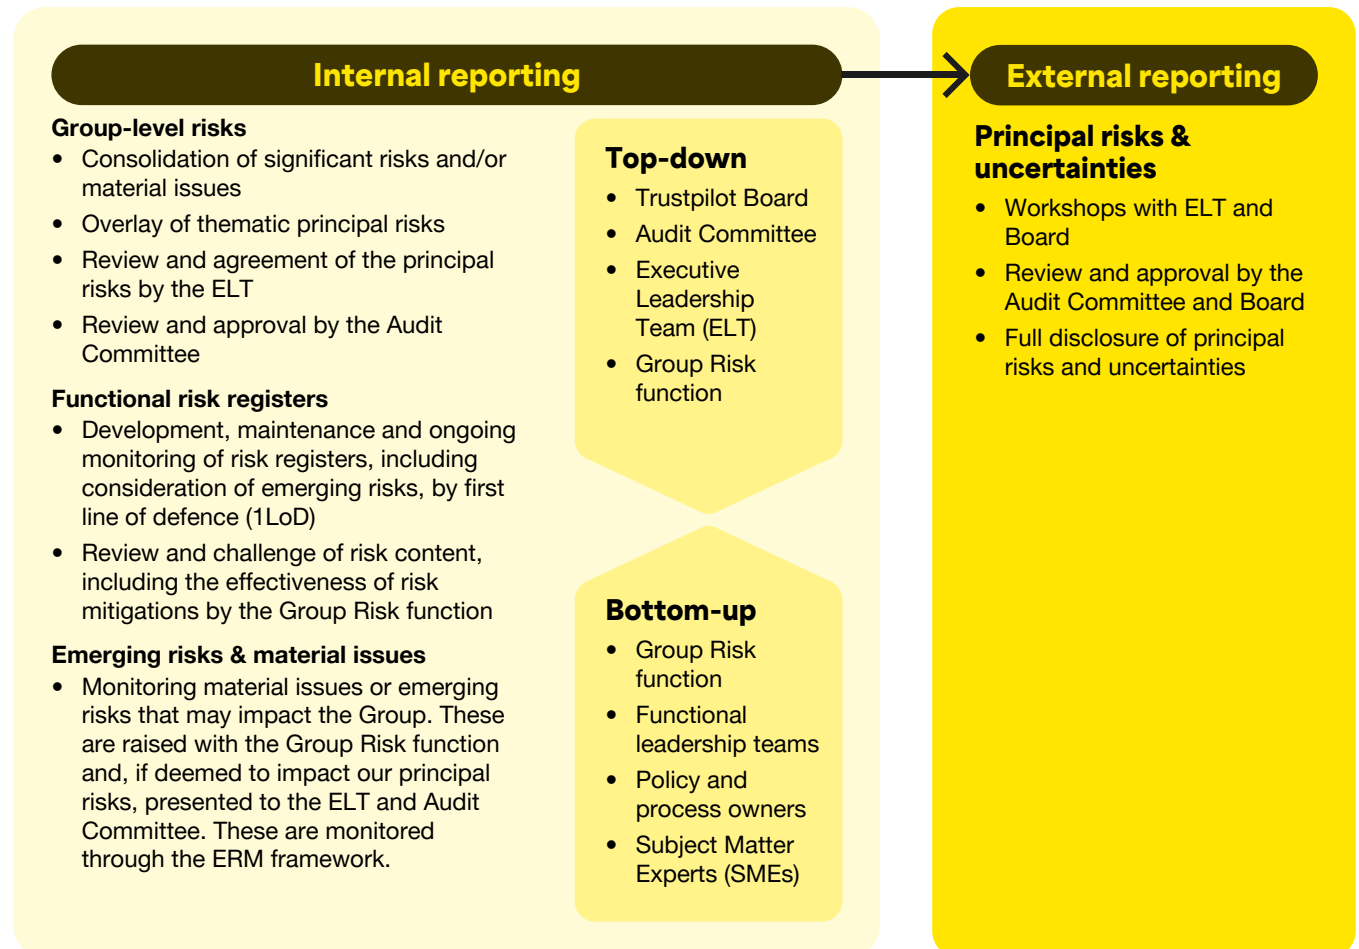 Internal reporting
Group-level risks
• Consolidation of significant risks and/or
material issues
• Overlay of thematic principal risks
• Review and agreement of the principal
risks by the ELT
• Review and approval by the Audit
Committee
Functional risk registers
• Development, maintenance and ongoing
monitoring of risk registers, including
consideration of emerging risks, by first
line of defence (1LoD)
• Review and challenge of risk content,
including the effectiveness of risk
mitigations by the Group Risk function
Emerging risks & material issues
• Monitoring material issues or emerging
risks that may impact the Group. These
are raised with the Group Risk function
and, if deemed to impact our principal
risks, presented to the ELT and Audit
Committee. These are monitored
through the ERM framework.
Top-down
• Trustpilot Board
• Audit Committee
• Executive
Leadership
Team (ELT)
• Group Risk
function
Bottom-up
• Group Risk
function
• Functional
leadership teams
• Policy and
process owners
• Subject Matter
Experts (SMEs)
External reporting
Principal risks &
uncertainties
• Workshops with ELT and
Board
• Review and approval by the
Audit Committee and Board
• Full disclosure of principal
risks and uncertainties